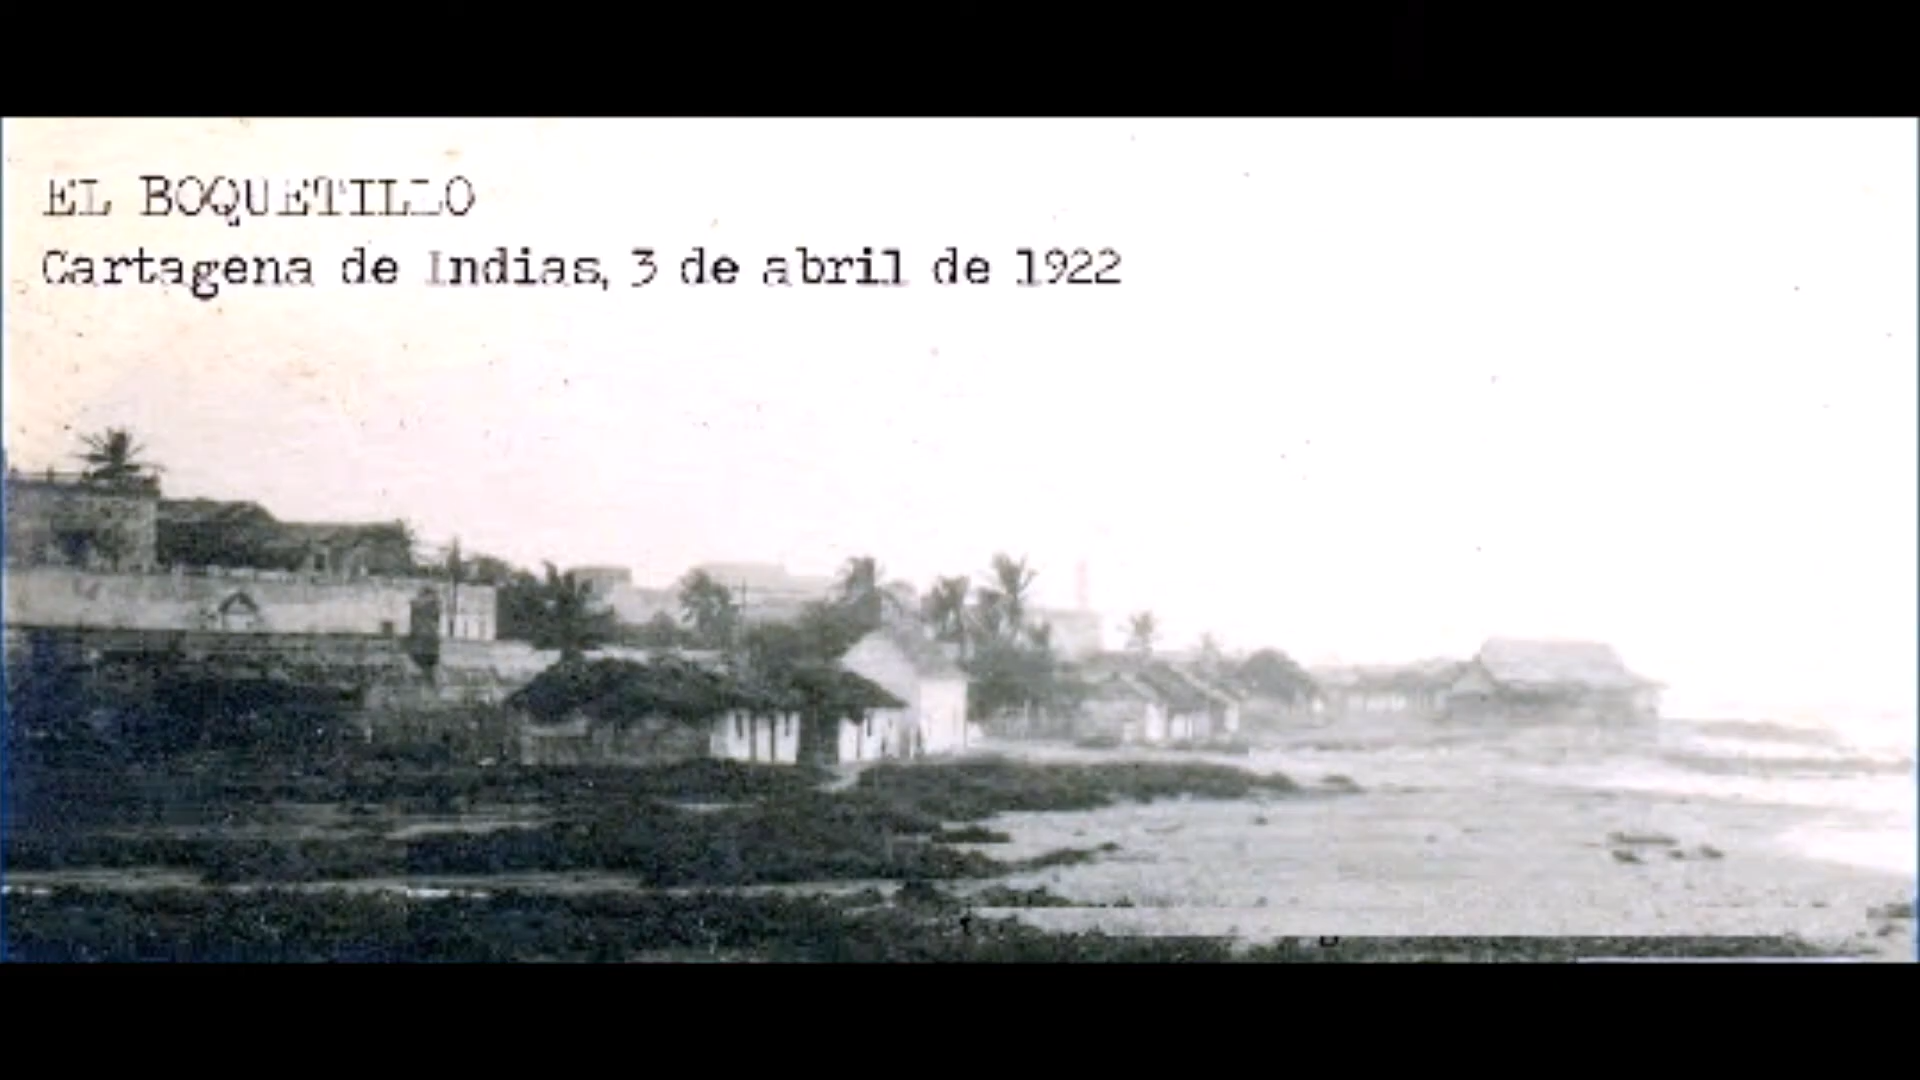 EL BOQUETILLO
Cartagena de Indias, 3 de abril de 1922